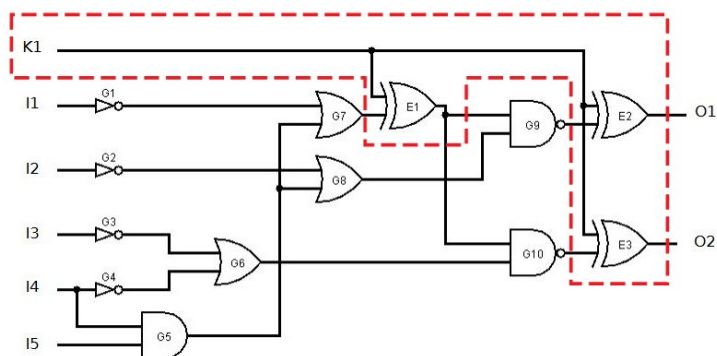 K1
I1 G1 G7 E1 G9 E2 O1
I2 G2 G8
I3 G3 G6 G10 E3 O2
I4 G4
I5 G5